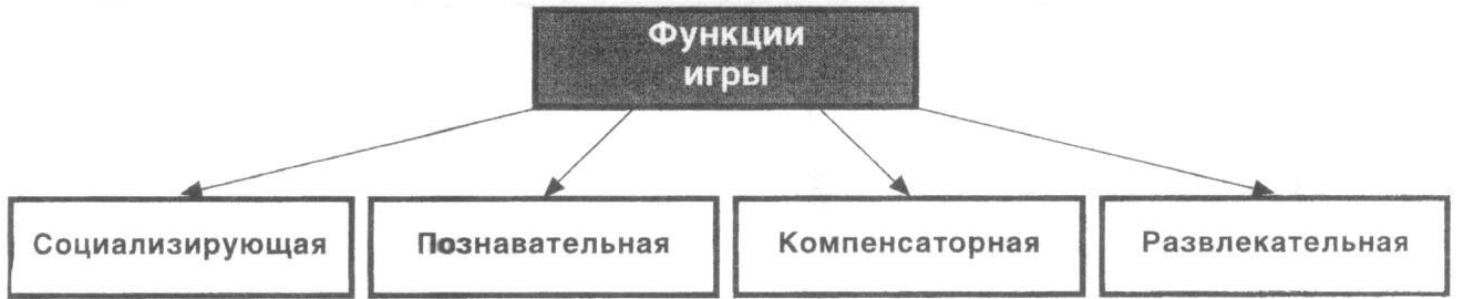 Функции
игры
Социализирующая
Познавательная
Компенсаторная
Развлекательная